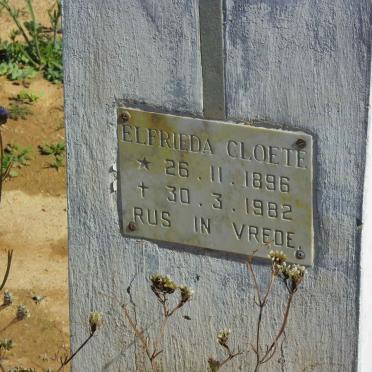 ELFRIEDA CLOETE
★ 26 . 11 . 1896
† 30 . 3 . 1982
RUS IN VREDE.